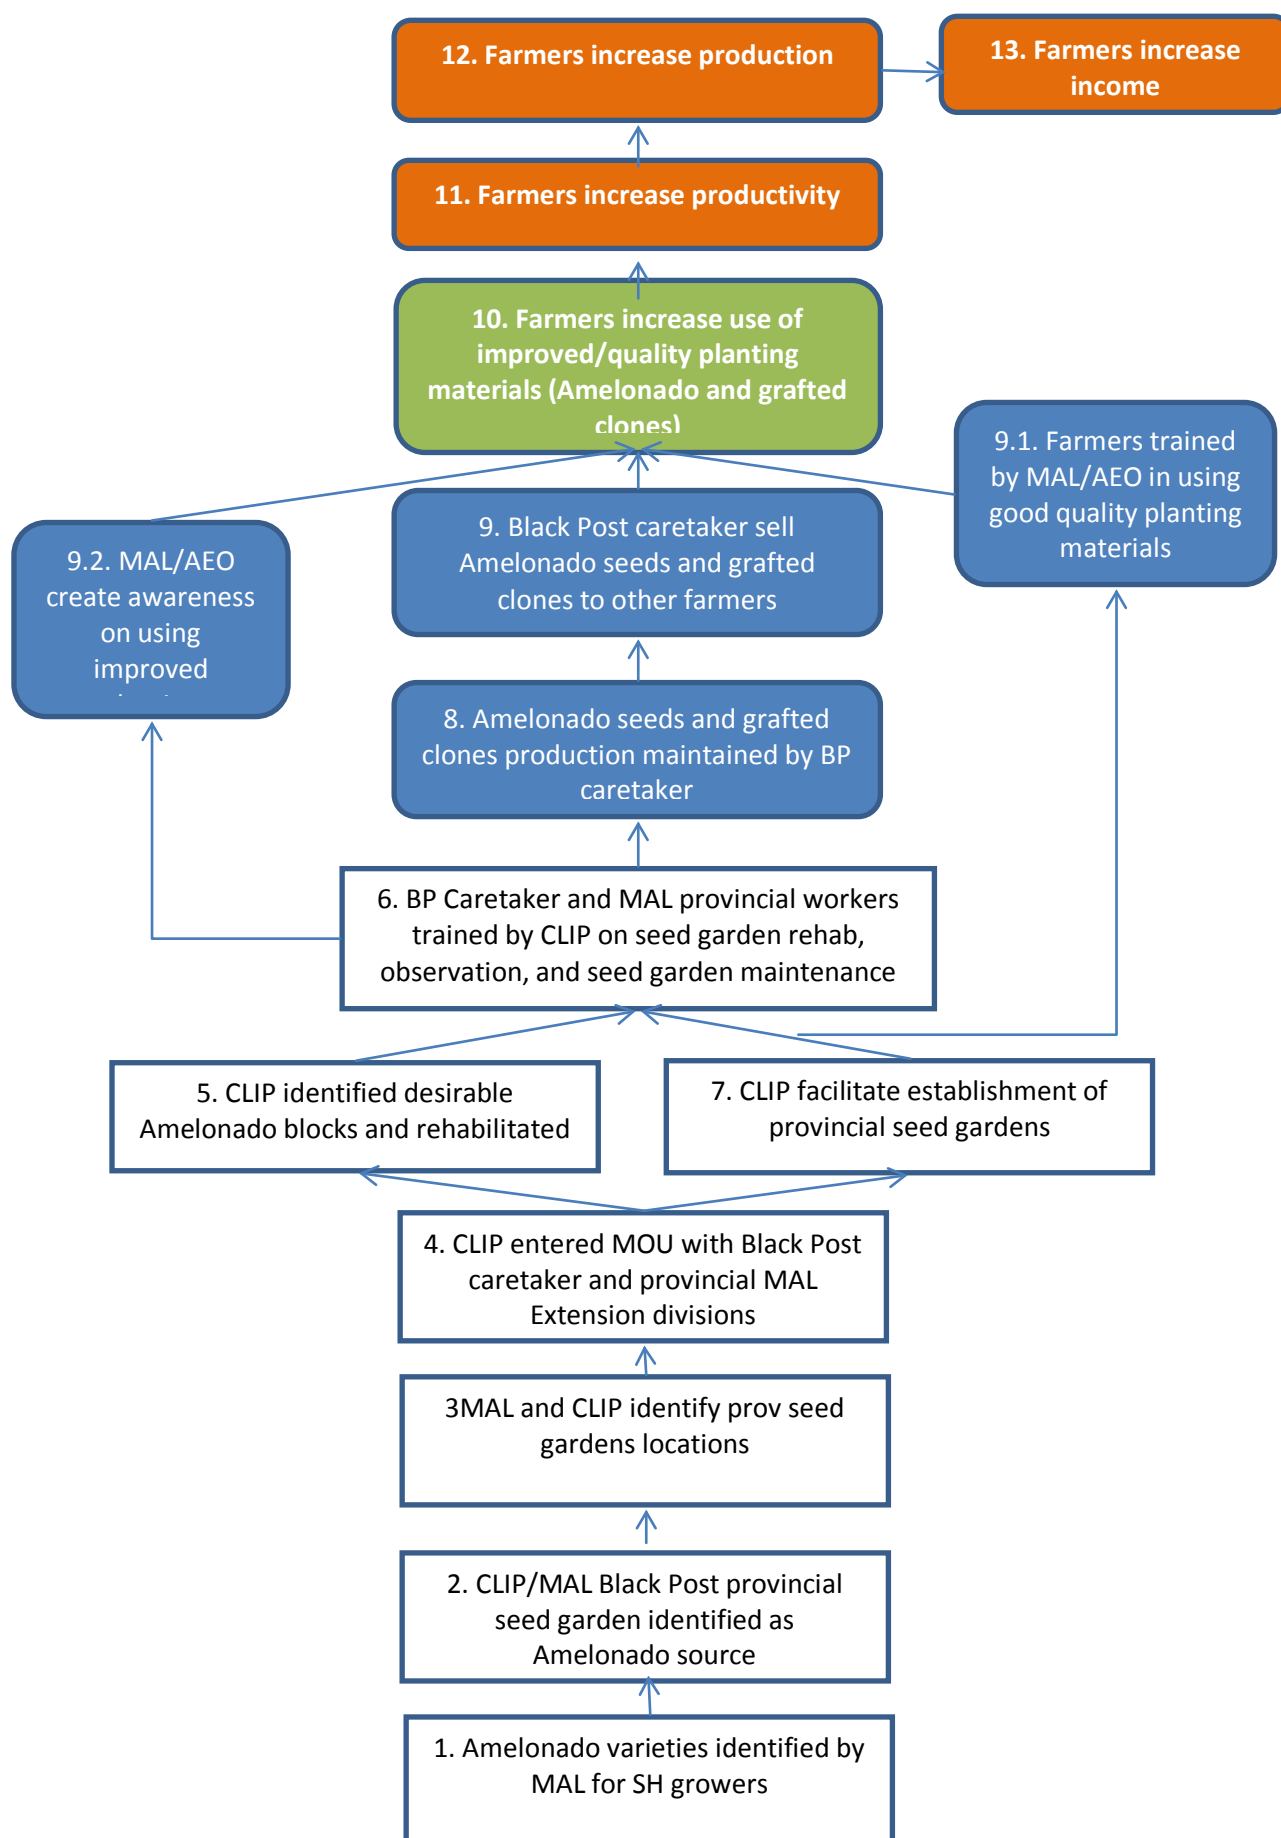 12. Farmers increase production
13. Farmers increase
income
11. Farmers increase productivity
10. Farmers increase use of
improved/quality planting
materials (Amelonado and grafted
clones)
9.1. Farmers trained
by MAL/AEO in using
good quality planting
materials
9. Black Post caretaker sell
Amelonado seeds and grafted
clones to other farmers
9.2. MAL/AEO
create awareness
on using
improved
8. Amelonado seeds and grafted
clones production maintained by BP
caretaker
6. BP Caretaker and MAL provincial workers
trained by CLIP on seed garden rehab,
observation, and seed garden maintenance
5. CLIP identified desirable
Amelonado blocks and rehabilitated
7. CLIP facilitate establishment of
provincial seed gardens
4. CLIP entered MOU with Black Post
caretaker and provincial MAL
Extension divisions
3MAL and CLIP identify prov seed
gardens locations
2. CLIP/MAL Black Post provincial
seed garden identified as
Amelonado source
1. Amelonado varieties identified by
MAL for SH growers